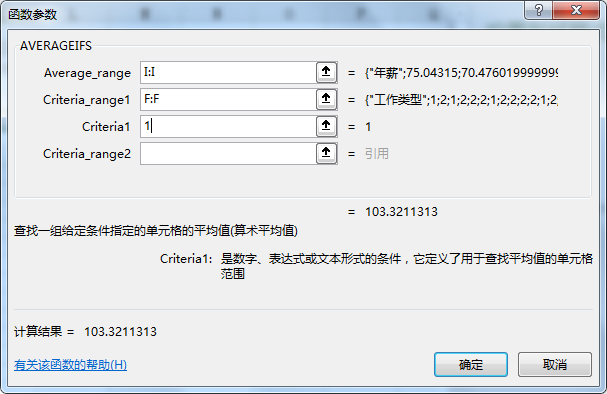 函数参数
AVERAGEIFS
Average_range I:I = {"年薪";75.04315;70.476019999999
Criteria_range1 F:F = {"工作类型";1;2;1;2;2;2;1;2;2;2;2;1;2,
Criteria1 1 = 1
Criteria_range2 = 引用
= 103.3211313
查找一组给定条件指定的单元格的平均值(算术平均值)
Criteria1: 是数字、表达式或文本形式的条件，它定义了用于查找平均值的单元格
范围
计算结果 = 103.3211313
有关该函数的帮助(H)
确定 取消